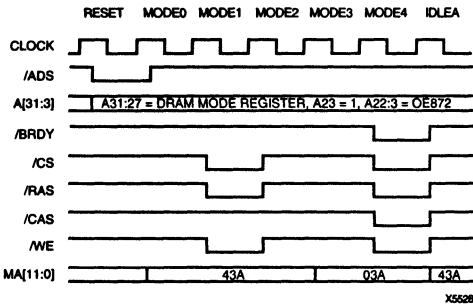 RESET MODE0 MODE1 MODE2 MODE3 MODE4 IDLEA
CLOCK
/ADS
A[31:3] A31:27 = DRAM MODE REGISTER, A23 = 1, A22:3 = OE872
/BRDY
/CS
/RAS
/CAS
/WE
MA[11:0] 43A 03A 43A
X5528